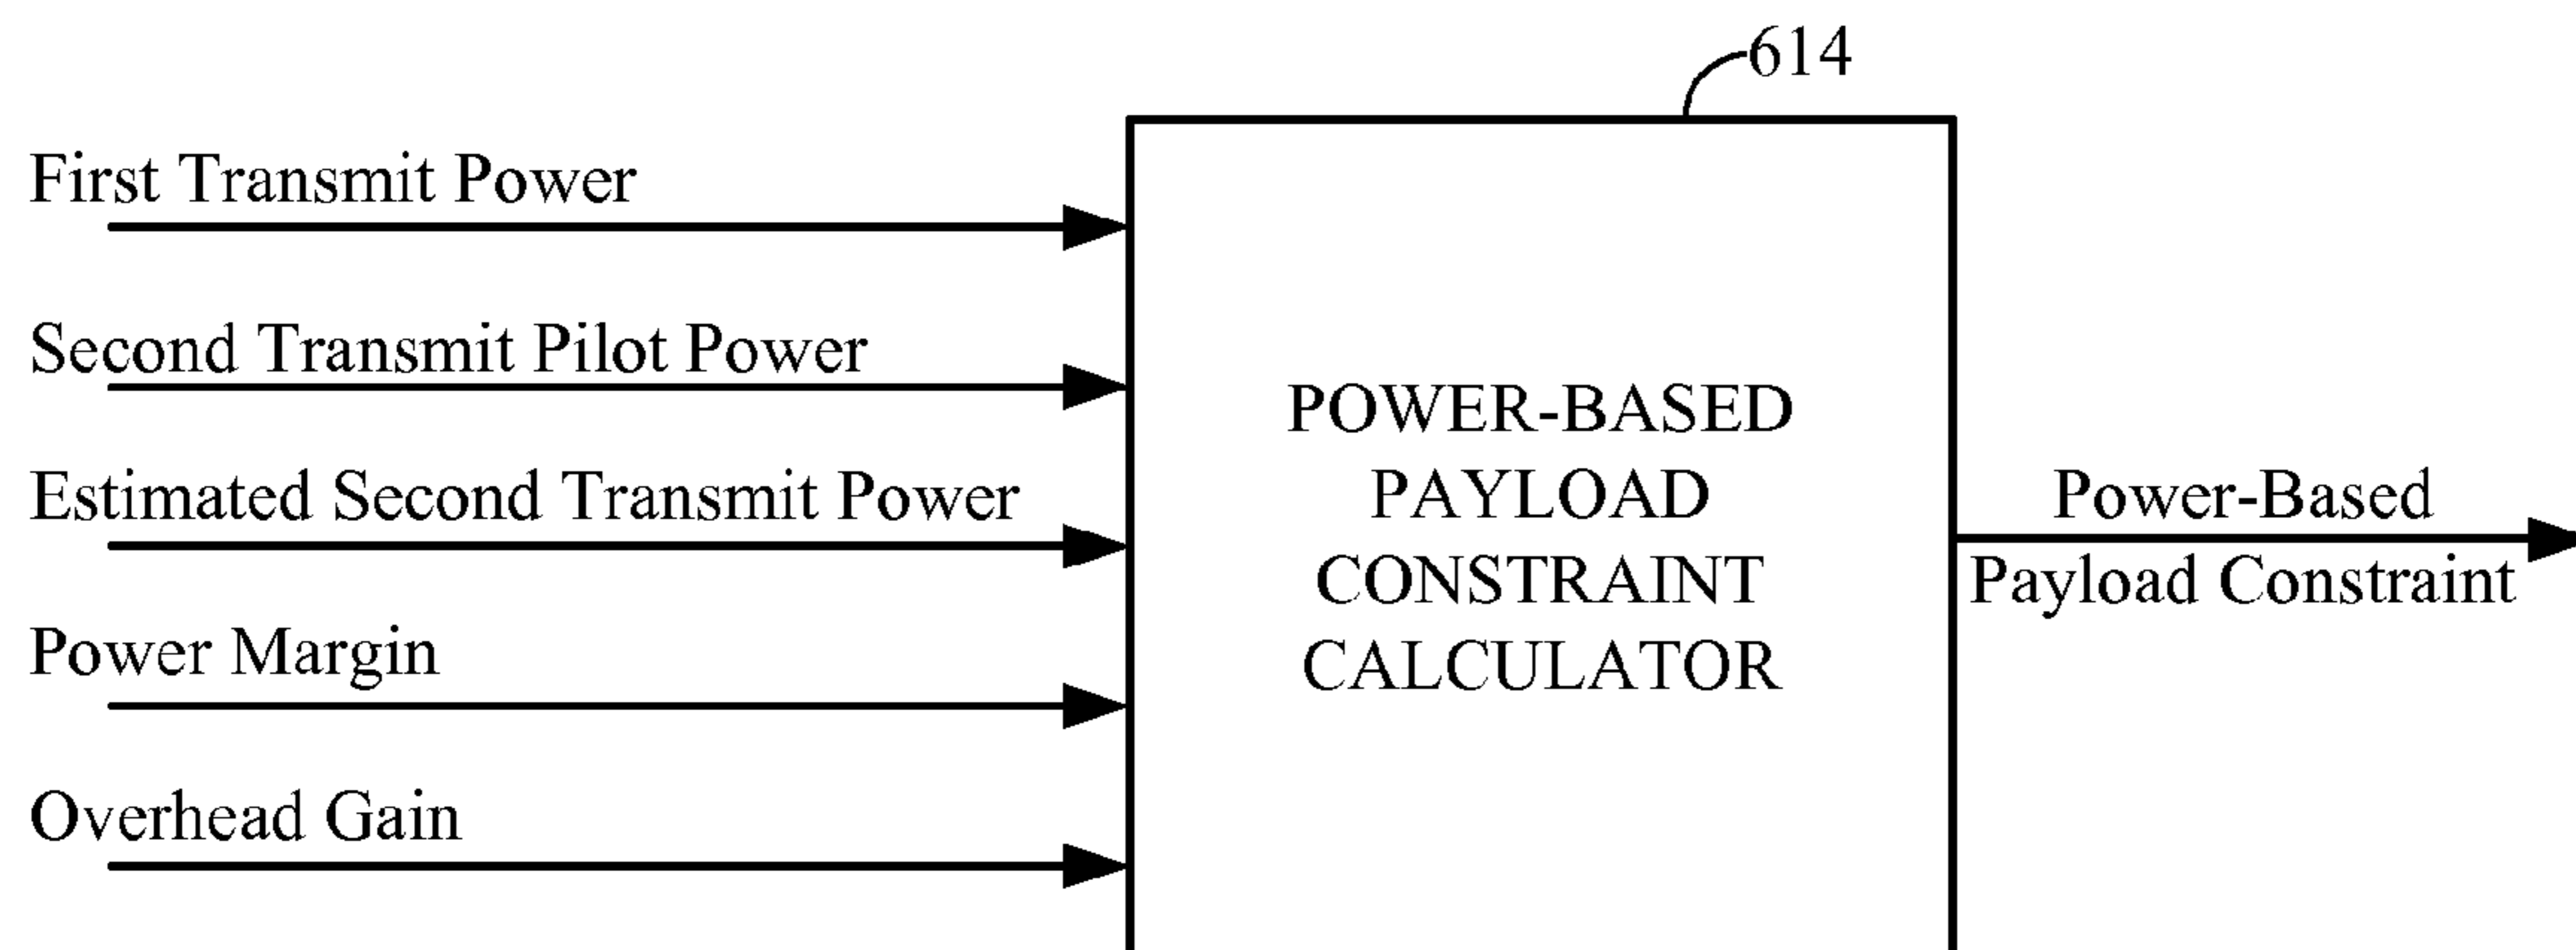 614
First Transmit Power
Second Transmit Pilot Power
Estimated Second Transmit Power
Power Margin
Overhead Gain
POWER-BASED
PAYLOAD
CONSTRAINT
CALCULATOR
Power-Based
Payload Constraint